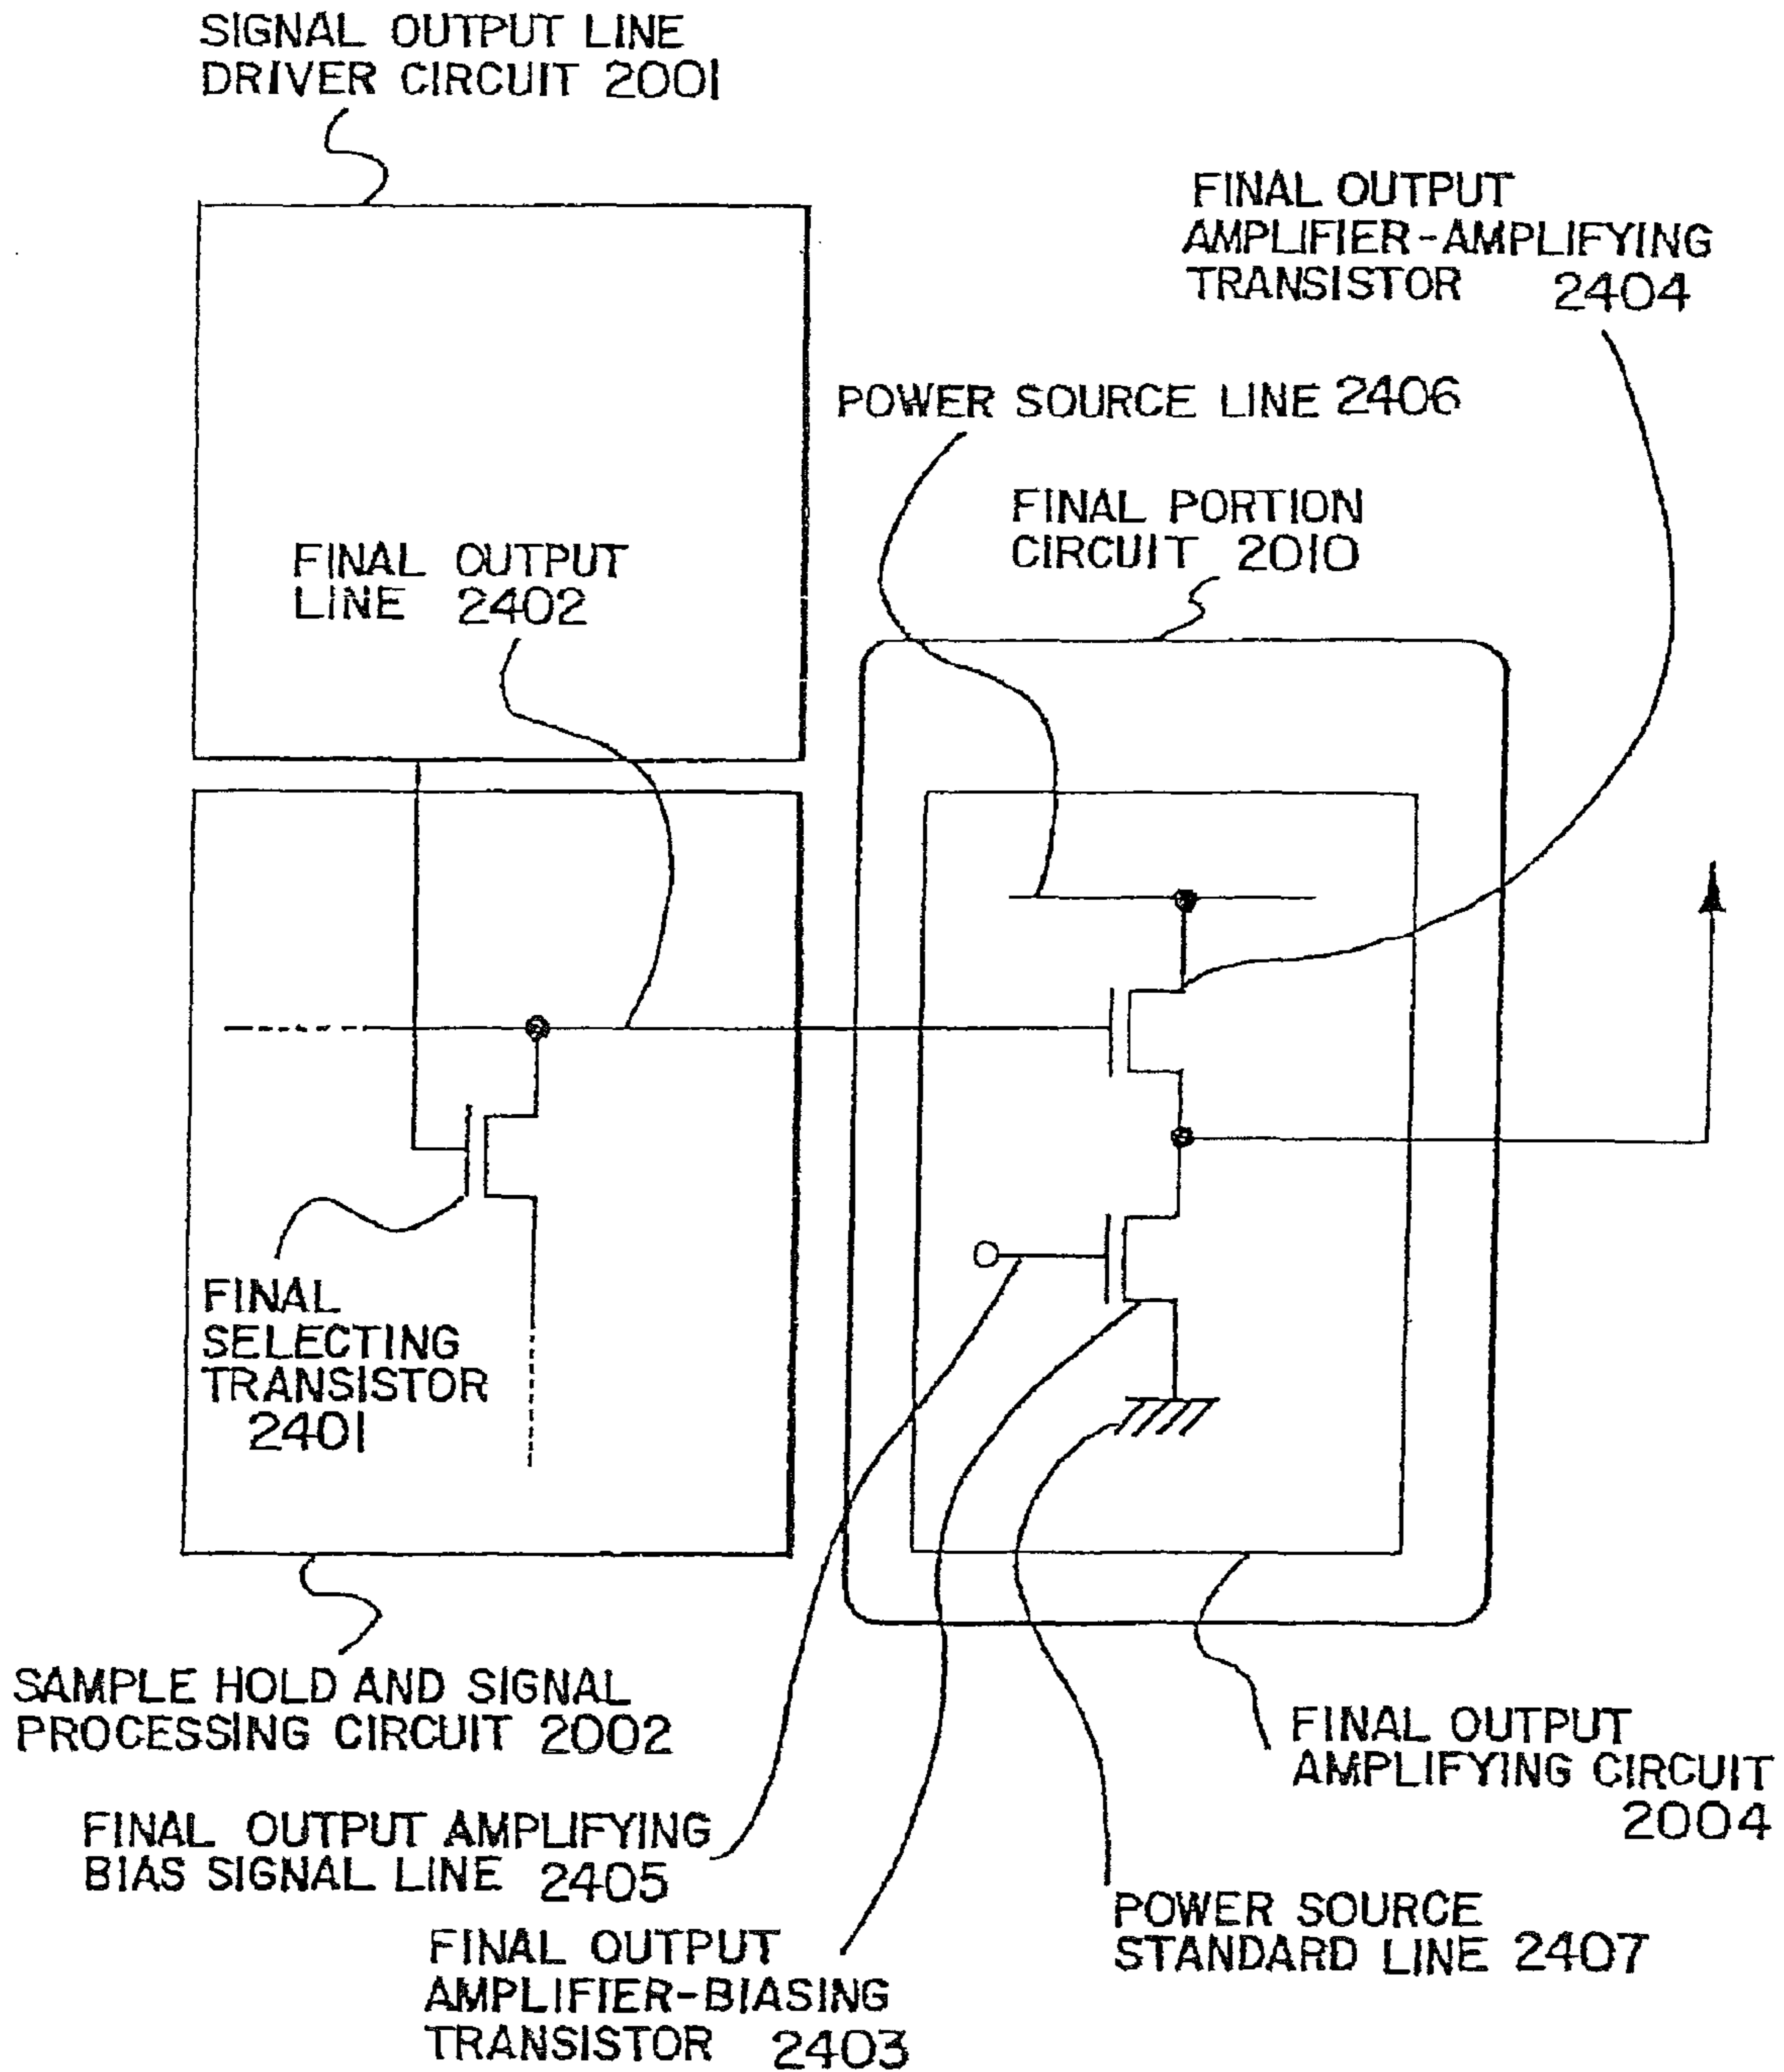 SIGNAL OUTPUT LINE
DRIVER CIRCUIT 2001
FINAL OUTPUT
AMPLIFIER-AMPLIFYING
TRANSISTOR 2404
POWER SOURCE LINE 2406
FINAL PORTION
CIRCUIT 2010
FINAL OUTPUT
LINE 2402
FINAL
SELECTING
TRANSISTOR
2401
SAMPLE HOLD AND SIGNAL
PROCESSING CIRCUIT 2002
FINAL OUTPUT
AMPLIFYING CIRCUIT
2004
FINAL OUTPUT AMPLIFYING
BIAS SIGNAL LINE 2405
POWER SOURCE
STANDARD LINE 2407
FINAL OUTPUT
AMPLIFIER-BIASING
TRANSISTOR 2403